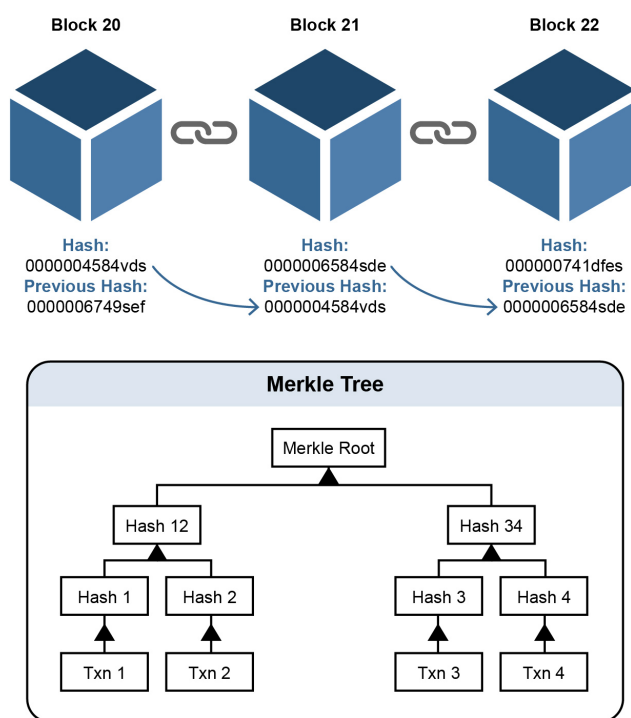 Block 20
Block 21
Block 22
Hash:
0000004584vds
Previous Hash:
0000006749sef
Hash:
0000006584sde
Previous Hash:
0000004584vds
Hash:
000000741dfes
Previous Hash:
0000006584sde
Merkle Tree
Merkle Root
Hash 12
Hash 34
Hash 1
Hash 2
Hash 3
Hash 4
Txn 1
Txn 2
Txn 3
Txn 4